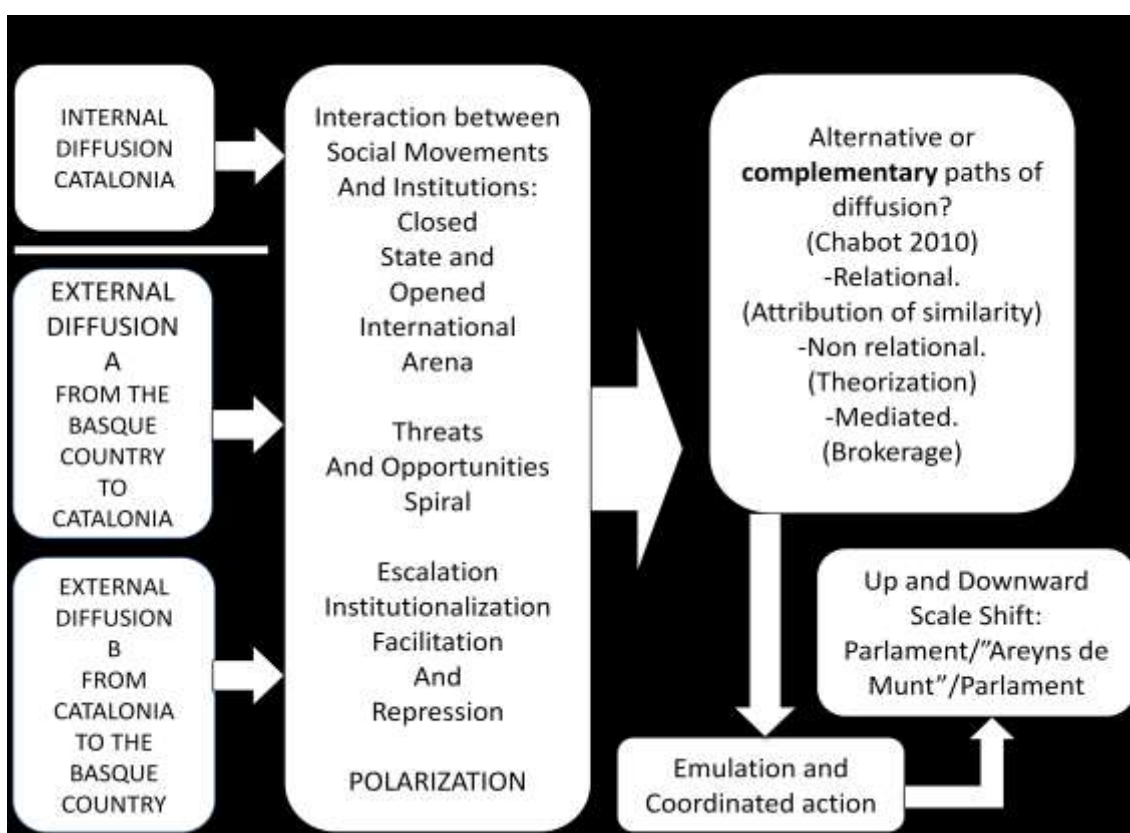 INTERNAL
DIFFUSION
CATALONIA
EXTERNAL
DIFFUSION
A
FROM THE
BASQUE
COUNTRY
TO
CATALONIA
EXTERNAL
DIFFUSION
B
FROM
CATALONIA
TO THE
BASQUE
COUNTRY
Interaction between
Social Movements
And Institutions:
Closed
State and
Opened
International
Arena
Threats
And Opportunities
Spiral
Escalation
Institutionalization
Facilitation
And
Repression
POLARIZATION
Alternative or
complementary paths of
diffusion?
(Chabot 2010)
-Relational.
(Attribution of similarity)
-Non relational.
(Theorization)
-Mediated.
(Brokerage)
Up and Downward
Scale Shift:
Parlament/"Areyns de
Munt"/Parlament
Emulation and
Coordinated action